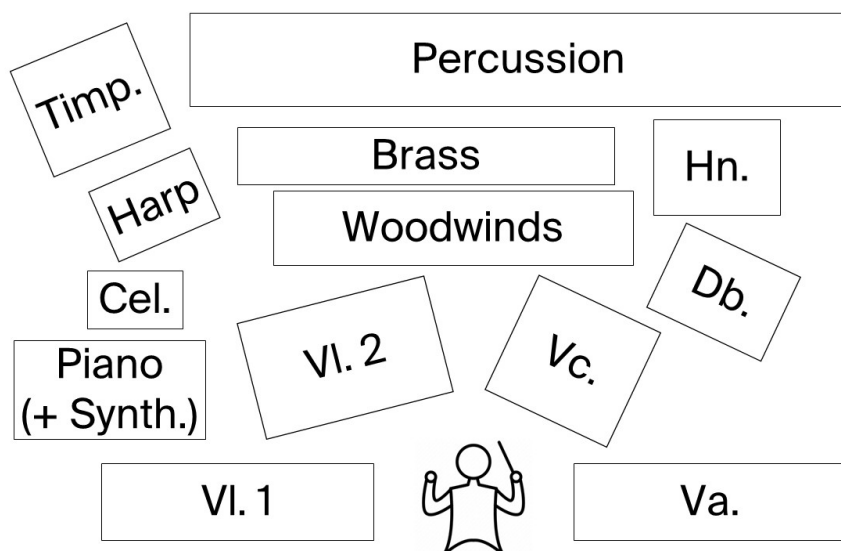 Percussion
Timp.
Brass
Hn.
Harp
Woodwinds
Cel.
Db.
Piano
(+ Synth.)
Vl. 2
Vc.
Vl. 1
Va.